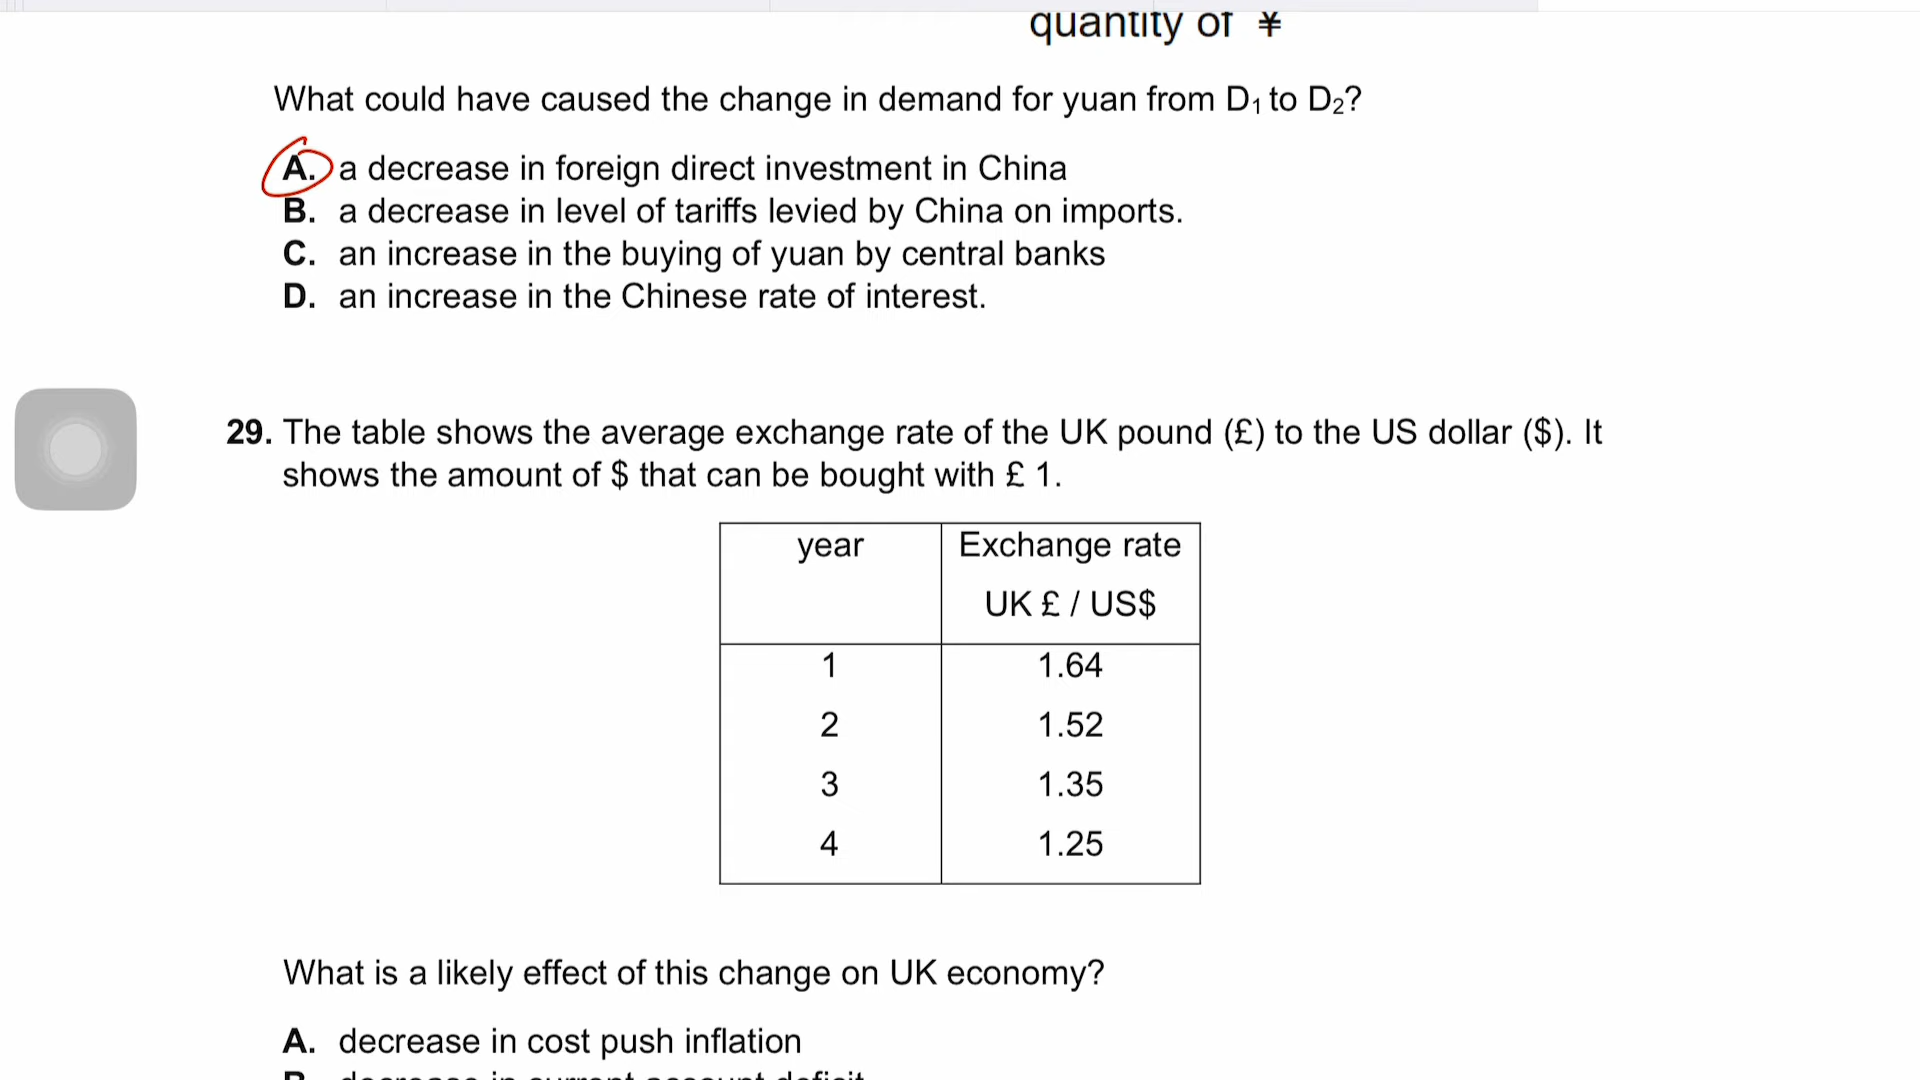 quantity of ¥
What could have caused the change in demand for yuan from D₁ to D₂?
A. a decrease in foreign direct investment in China
B. a decrease in level of tariffs levied by China on imports.
C. an increase in the buying of yuan by central banks
D. an increase in the Chinese rate of interest.
29. The table shows the average exchange rate of the UK pound (£) to the US dollar ($). It
shows the amount of $ that can be bought with £ 1.
year Exchange rate
UK £ / US$
1 1.64
2 1.52
3 1.35
4 1.25
What is a likely effect of this change on UK economy?
A. decrease in cost push inflation
B. decrease in current account deficit